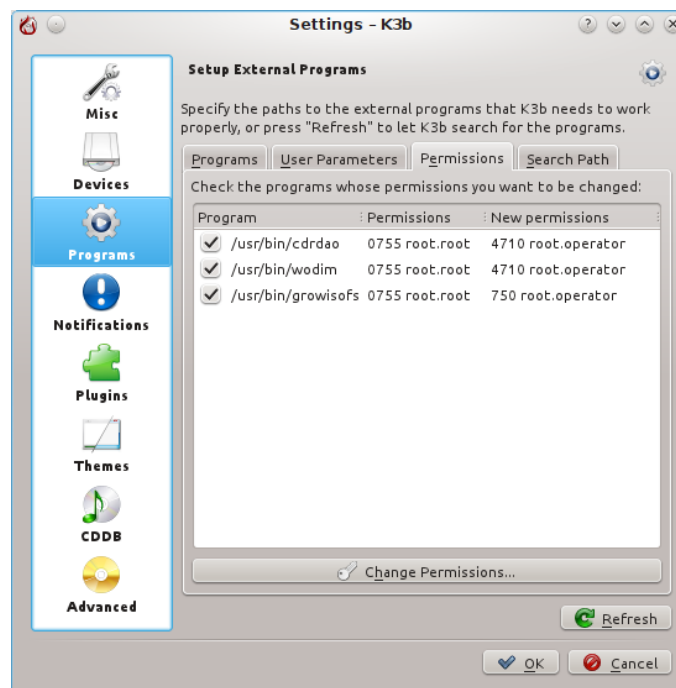 Settings – K3b
Misc
Devices
Programs
Notifications
Plugins
Themes
CDDB
Advanced
Setup External Programs
Specify the paths to the external programs that K3b needs to work
properly, or press "Refresh" to let K3b search for the programs.
Programs User Parameters Permissions Search Path
Check the programs whose permissions you want to be changed:
Program Permissions New permissions
/usr/bin/cdrdao 0755 root.root 4710 root.operator
/usr/bin/wodim 0755 root.root 4710 root.operator
/usr/bin/growisofs 0755 root.root 750 root.operator
Change Permissions...
Refresh
OK Cancel